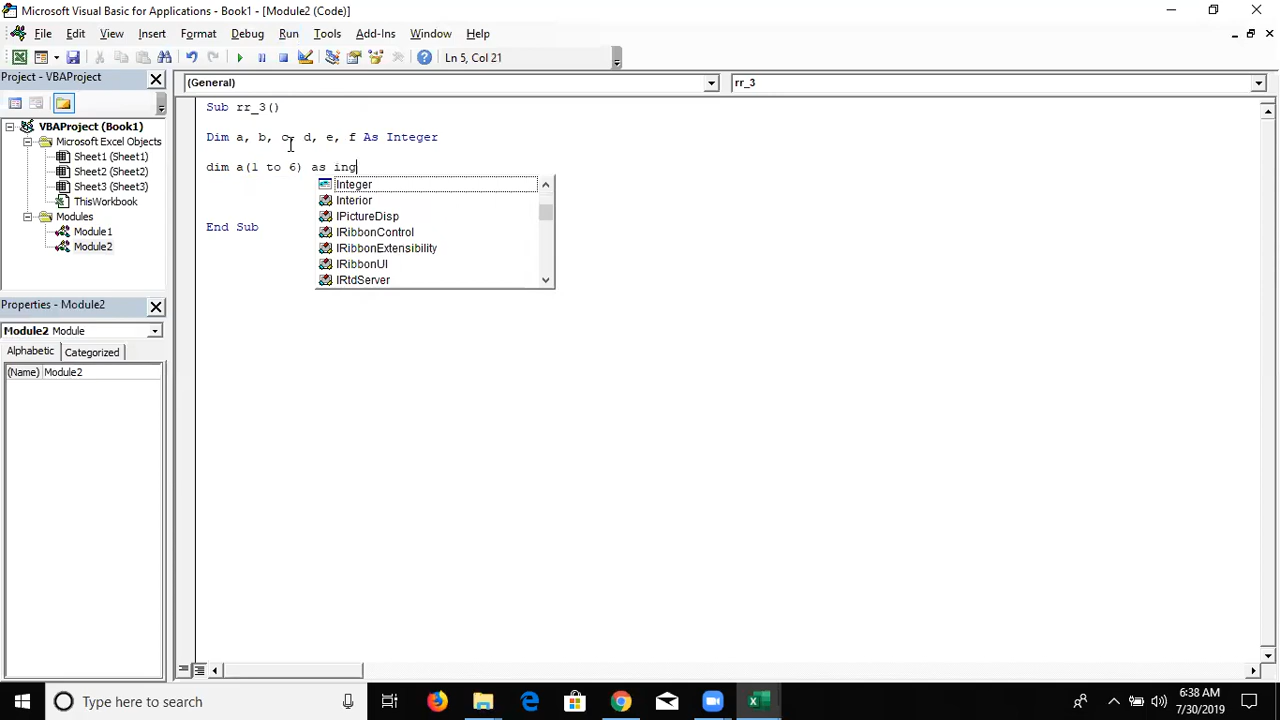 Microsoft Visual Basic for Applications - Book1 - [Module2 (Code)]
File Edit View Insert Format Debug Run Tools Add-Ins Window Help
Ln 5, Col 21
Project - VBAProject
(General)
rr_3
VBAProject (Book1)
Microsoft Excel Objects
Sheet1 (Sheet1)
Sheet2 (Sheet2)
Sheet3 (Sheet3)
ThisWorkbook
Modules
Module1
Module2
Sub rr_3()
Dim a, b, c, d, e, f As Integer
dim a(1 to 6) as ing
Integer
Interior
IPictureDisp
IRibbonControl
IRibbonExtensibility
IRibbonUI
IRtdServer
End Sub
Properties - Module2
Module2 Module
Alphabetic Categorized
(Name) Module2
Type here to search
6:38 AM
7/30/2019